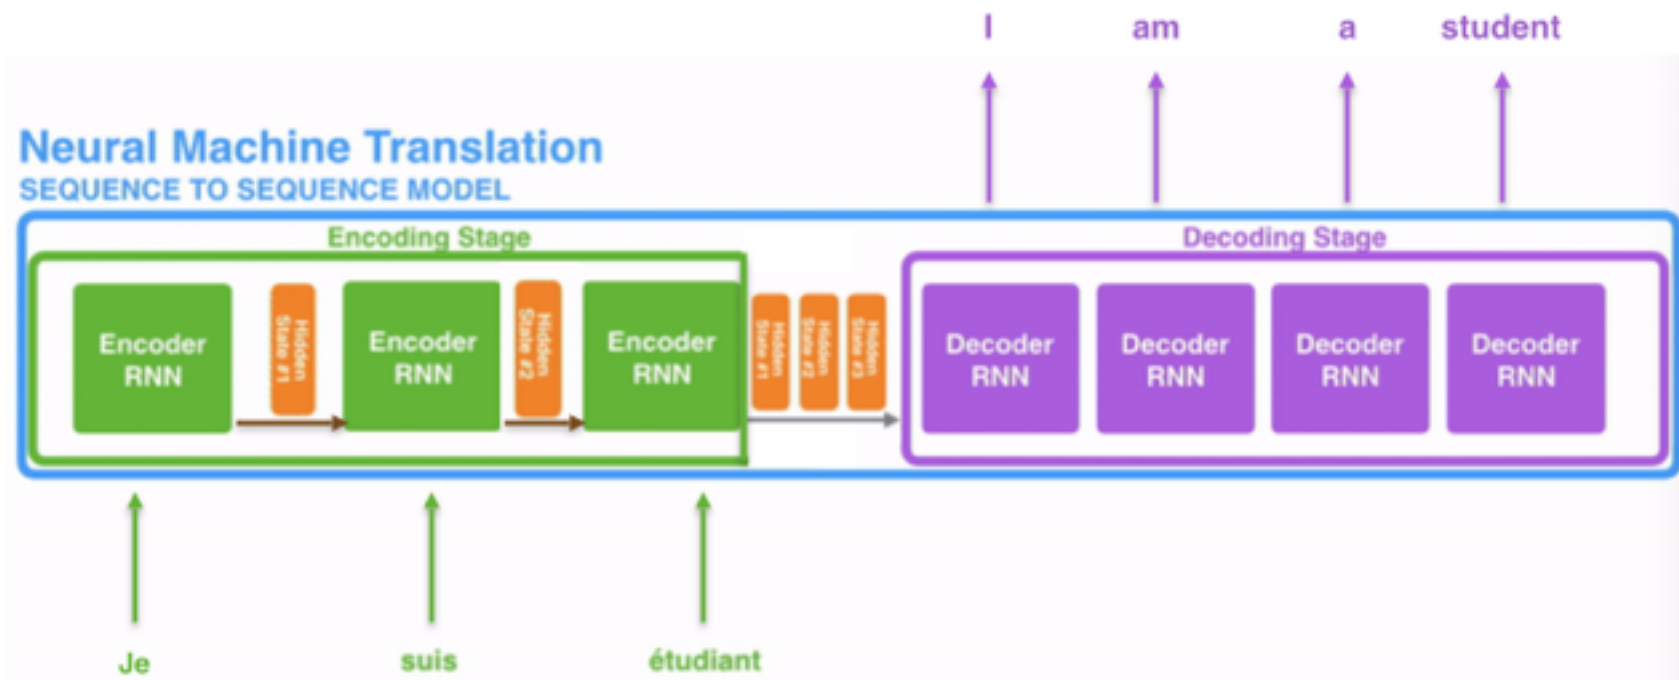 I am a student
Neural Machine Translation
SEQUENCE TO SEQUENCE MODEL
Encoding Stage
Decoding Stage
Encoder
RNN
Hidden
State #1
Encoder
RNN
Hidden
State #2
Encoder
RNN
Hidden
State #1
Hidden
State #2
Hidden
State #3
Decoder
RNN
Decoder
RNN
Decoder
RNN
Decoder
RNN
Je suis étudiant